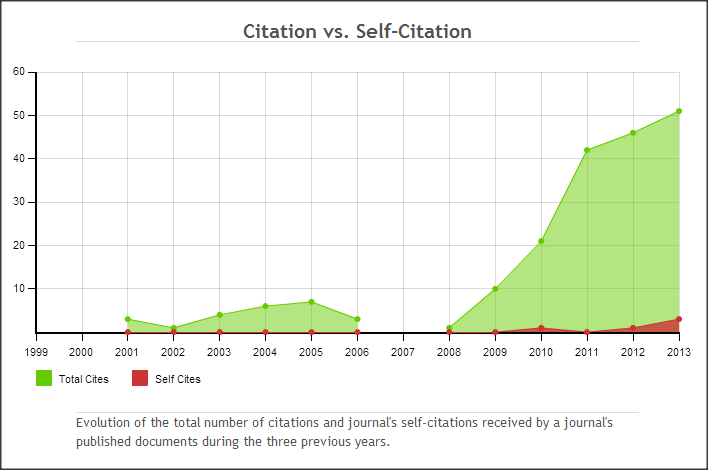 Citation vs. Self-Citation
60
50
40
30
20
10
1999 2000 2001 2002 2003 2004 2005 2006 2007 2008 2009 2010 2011 2012 2013
Total Cites Self Cites
Evolution of the total number of citations and journal's self-citations received by a journal's
published documents during the three previous years.